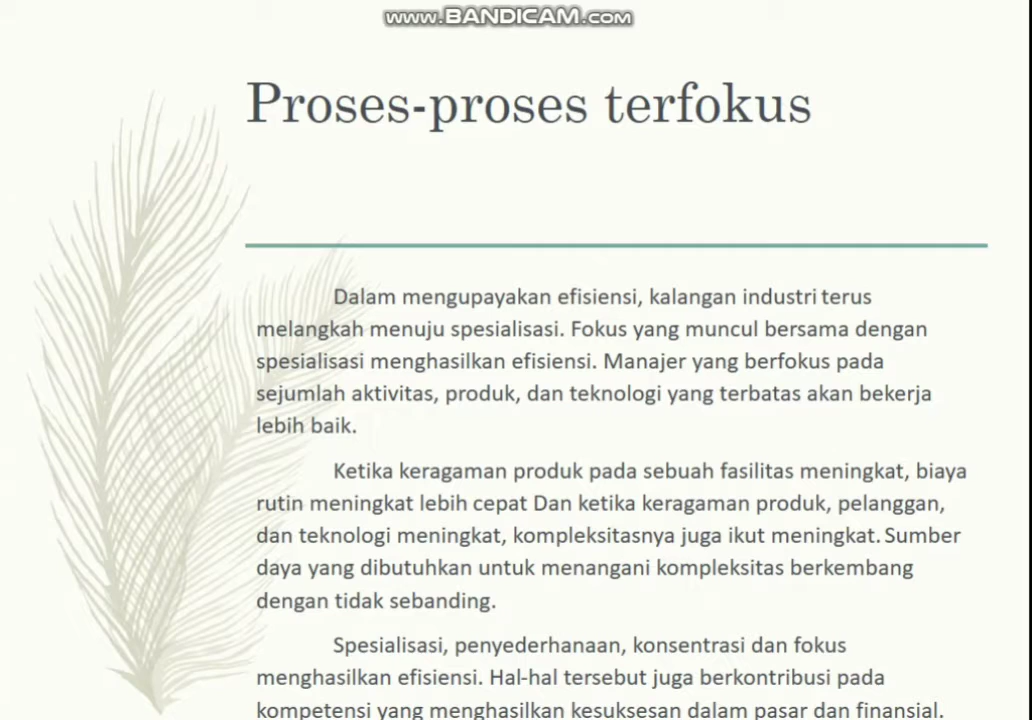 www.BANDICAM.com
Proses-proses terfokus
Dalam mengupayakan efisiensi, kalangan industri terus
melangkah menuju spesialisasi. Fokus yang muncul bersama dengan
spesialisasi menghasilkan efisiensi. Manajer yang berfokus pada
sejumlah aktivitas, produk, dan teknologi yang terbatas akan bekerja
lebih baik.
Ketika keragaman produk pada sebuah fasilitas meningkat, biaya
rutin meningkat lebih cepat Dan ketika keragaman produk, pelanggan,
dan teknologi meningkat, kompleksitasnya juga ikut meningkat. Sumber
daya yang dibutuhkan untuk menangani kompleksitas berkembang
dengan tidak sebanding.
Spesialisasi, penyederhanaan, konsentrasi dan fokus
menghasilkan efisiensi. Hal-hal tersebut juga berkontribusi pada
kompetensi yang menghasilkan kesuksesan dalam pasar dan finansial.